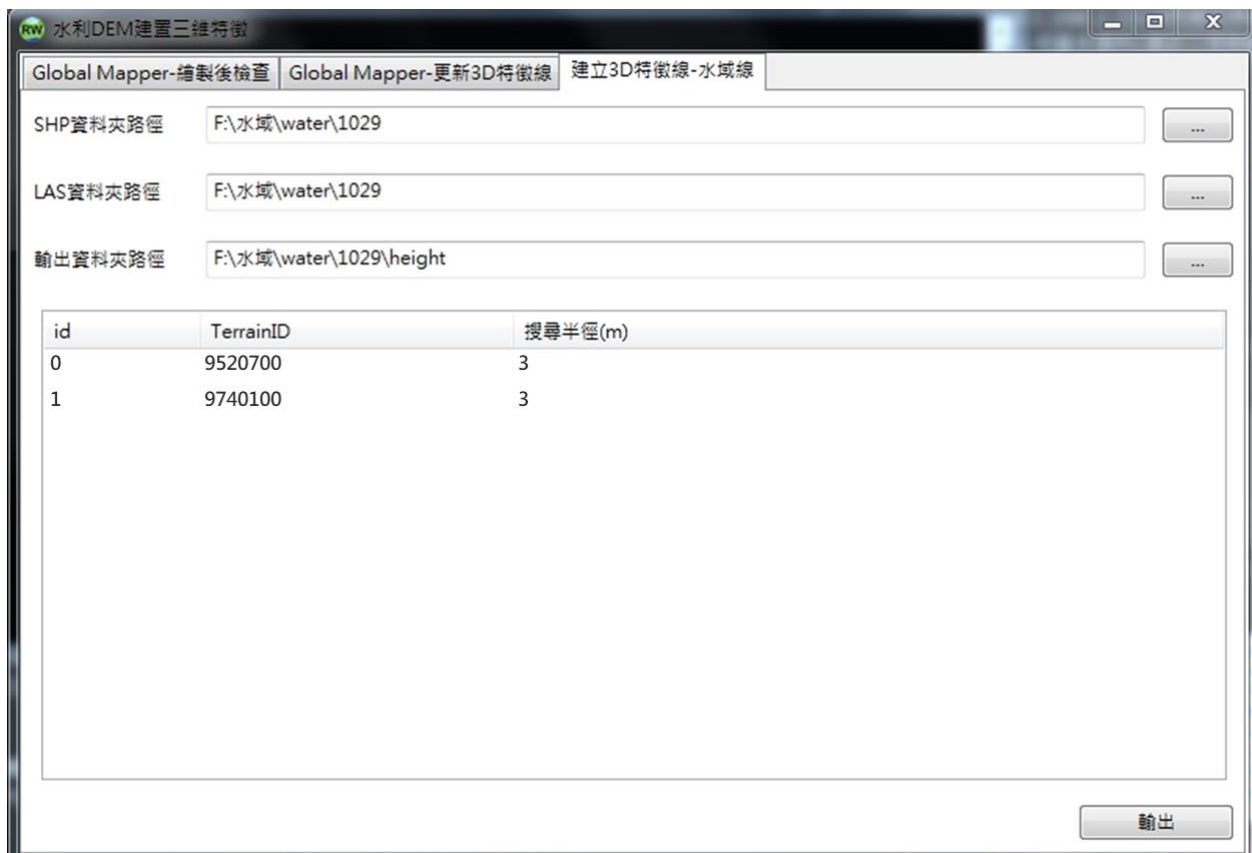 RW 水利DEM建置三維特徵
Global Mapper-繪製後檢查 Global Mapper-更新3D特徵線 建立3D特徵線-水域線
SHP資料夾路徑 F:\水域\water\1029 ...
LAS資料夾路徑 F:\水域\water\1029 ...
輸出資料夾路徑 F:\水域\water\1029\height ...
id TerrainID 搜尋半徑(m)
0 9520700 3
1 9740100 3
輸出